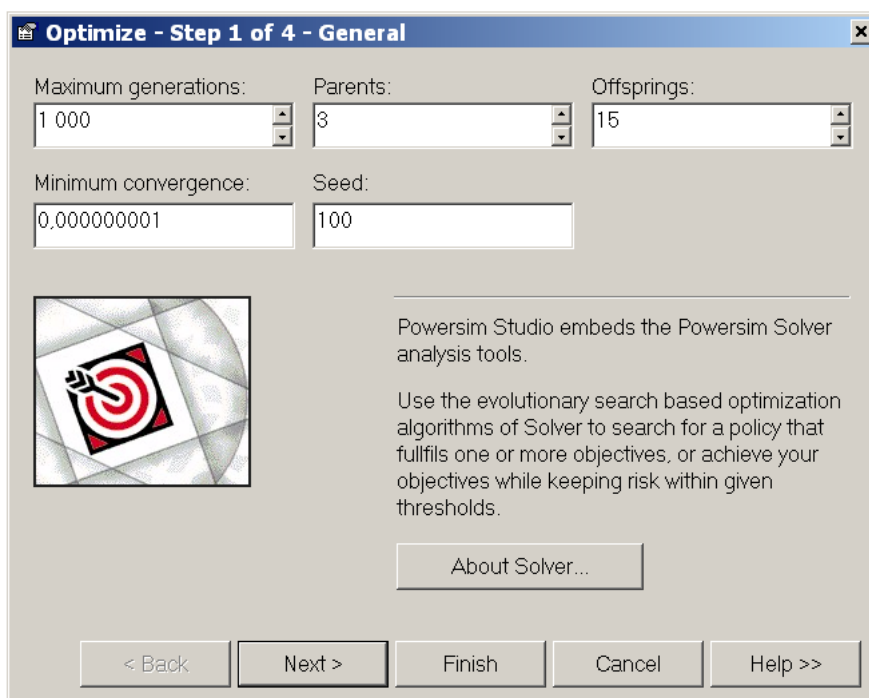 Optimize - Step 1 of 4 - General
Maximum generations: Parents: Offsprings:
1 000 3 15
Minimum convergence: Seed:
0,000000001 100
Powersim Studio embeds the Powersim Solver
analysis tools.
Use the evolutionary search based optimization
algorithms of Solver to search for a policy that
fullfils one or more objectives, or achieve your
objectives while keeping risk within given
thresholds.
About Solver...
< Back Next > Finish Cancel Help >>